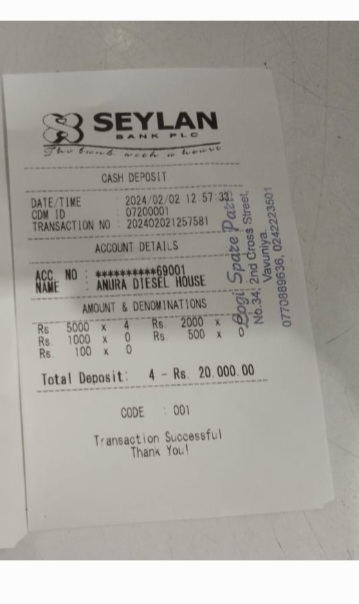 SEYLAN
BANK PLC
The bank with a heart
CASH DEPOSIT
DATE/TIME : 2024/02/02 12 57:35
CDM ID : 07200001
TRANSACTION NO : 202402021257581
ACCOUNT DETAILS
ACC. NO : **********69001
NAME : ANURA DIESEL HOUSE
AMOUNT & DENOMINATIONS
Rs. 5000 x 4 Rs. 2000 x
Rs. 1000 x 0 Rs. 500 x 0
Rs. 100 x 0
Total Deposit: 4 - Rs. 20.000.00
CODE : 001
Transaction Successful
Thank You!
Logi Spare Parts
No.34, 2nd Cross Street,
Vavuniya.
0770889636, 0242223501